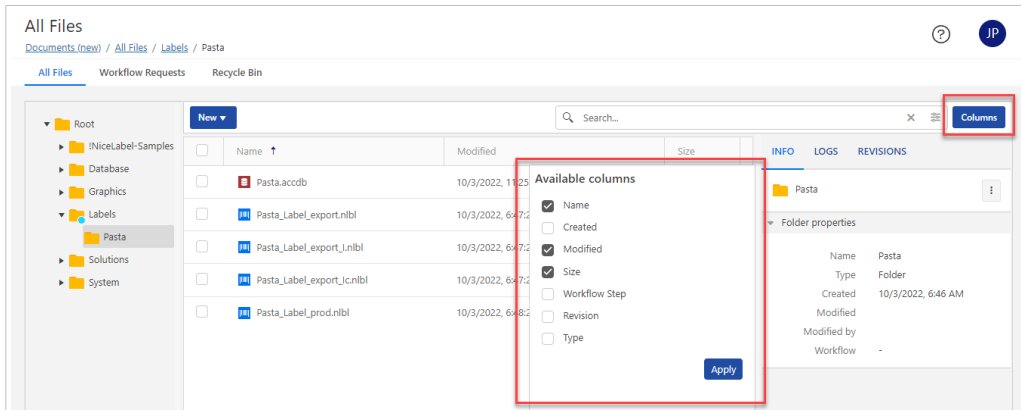 All Files
Documents (new) / All Files / Labels / Pasta
JP
All Files Workflow Requests Recycle Bin
Root
!NiceLabel-Samples
Database
Graphics
Labels
Pasta
Solutions
System
New
Search...
Columns
Name Modified Size
Pasta.accdb 10/3/2022, 11:25
Pasta_Label_export.nlbl 10/3/2022, 6:47:2
Pasta_Label_export_I.nlbl 10/3/2022, 6:47:2
Pasta_Label_export_Ic.nlbl 10/3/2022, 6:47:2
Pasta_Label_prod.nlbl 10/3/2022, 6:48:2
Available columns
Name
Created
Modified
Size
Workflow Step
Revision
Type
Apply
INFO LOGS REVISIONS
Pasta
Folder properties
Name Pasta
Type Folder
Created 10/3/2022, 6:46 AM
Modified
Modified by
Workflow -